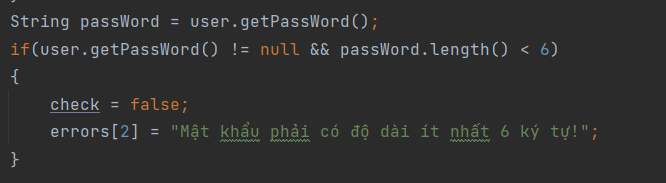 String passWord = user.getPassWord();
if(user.getPassWord() != null && passWord.length() < 6)
{
    check = false;
    errors[2] = "Mật khẩu phải có độ dài ít nhất 6 ký tự!";
}